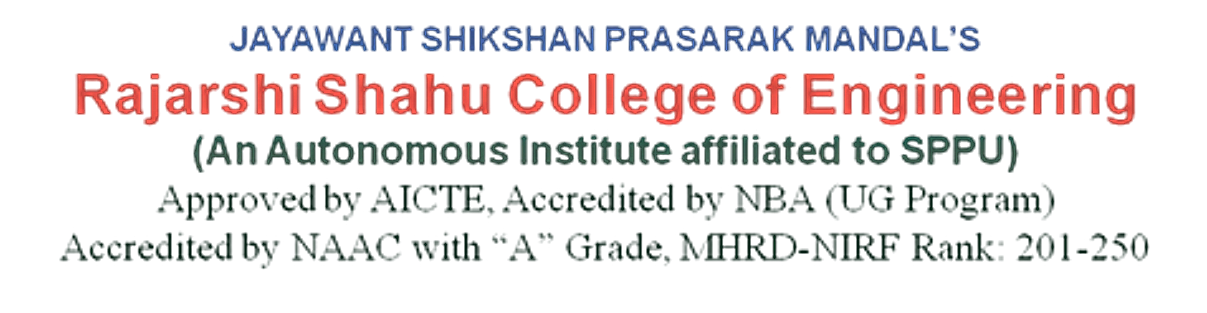 JAYAWANT SHIKSHAN PRASARAK MANDAL’S
Rajarshi Shahu College of Engineering
(An Autonomous Institute affiliated to SPPU)
Approved by AICTE, Accredited by NBA (UG Program)
Accredited by NAAC with “A” Grade, MHRD-NIRF Rank: 201-250